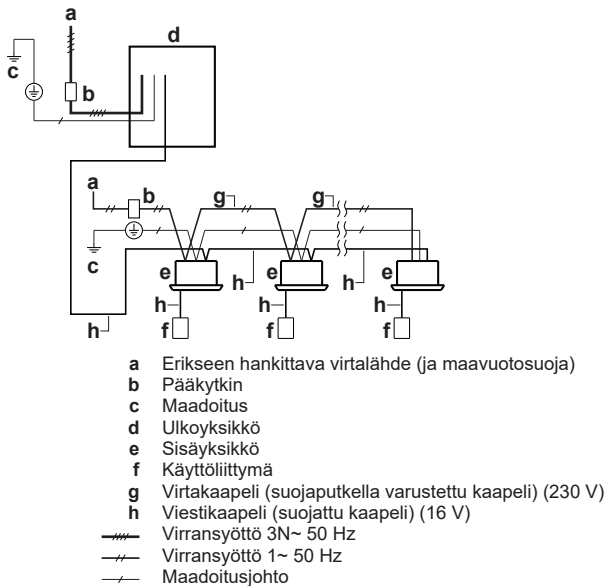 a
d
c
b
a
b
g
g
c
e
h
e
h
e
h
h
h
h
f
f
f
a Erikseen hankittava virtalähde (ja maavuotosuoja)
b Pääkytkin
c Maadoitus
d Ulkoyksikkö
e Sisäyksikkö
f Käyttöliittymä
g Virtakaapeli (suojaputkella varustettu kaapeli) (230 V)
h Viestikaapeli (suojattu kaapeli) (16 V)
Virransyöttö 3N~ 50 Hz
Virransyöttö 1~ 50 Hz
Maadoitusjohto